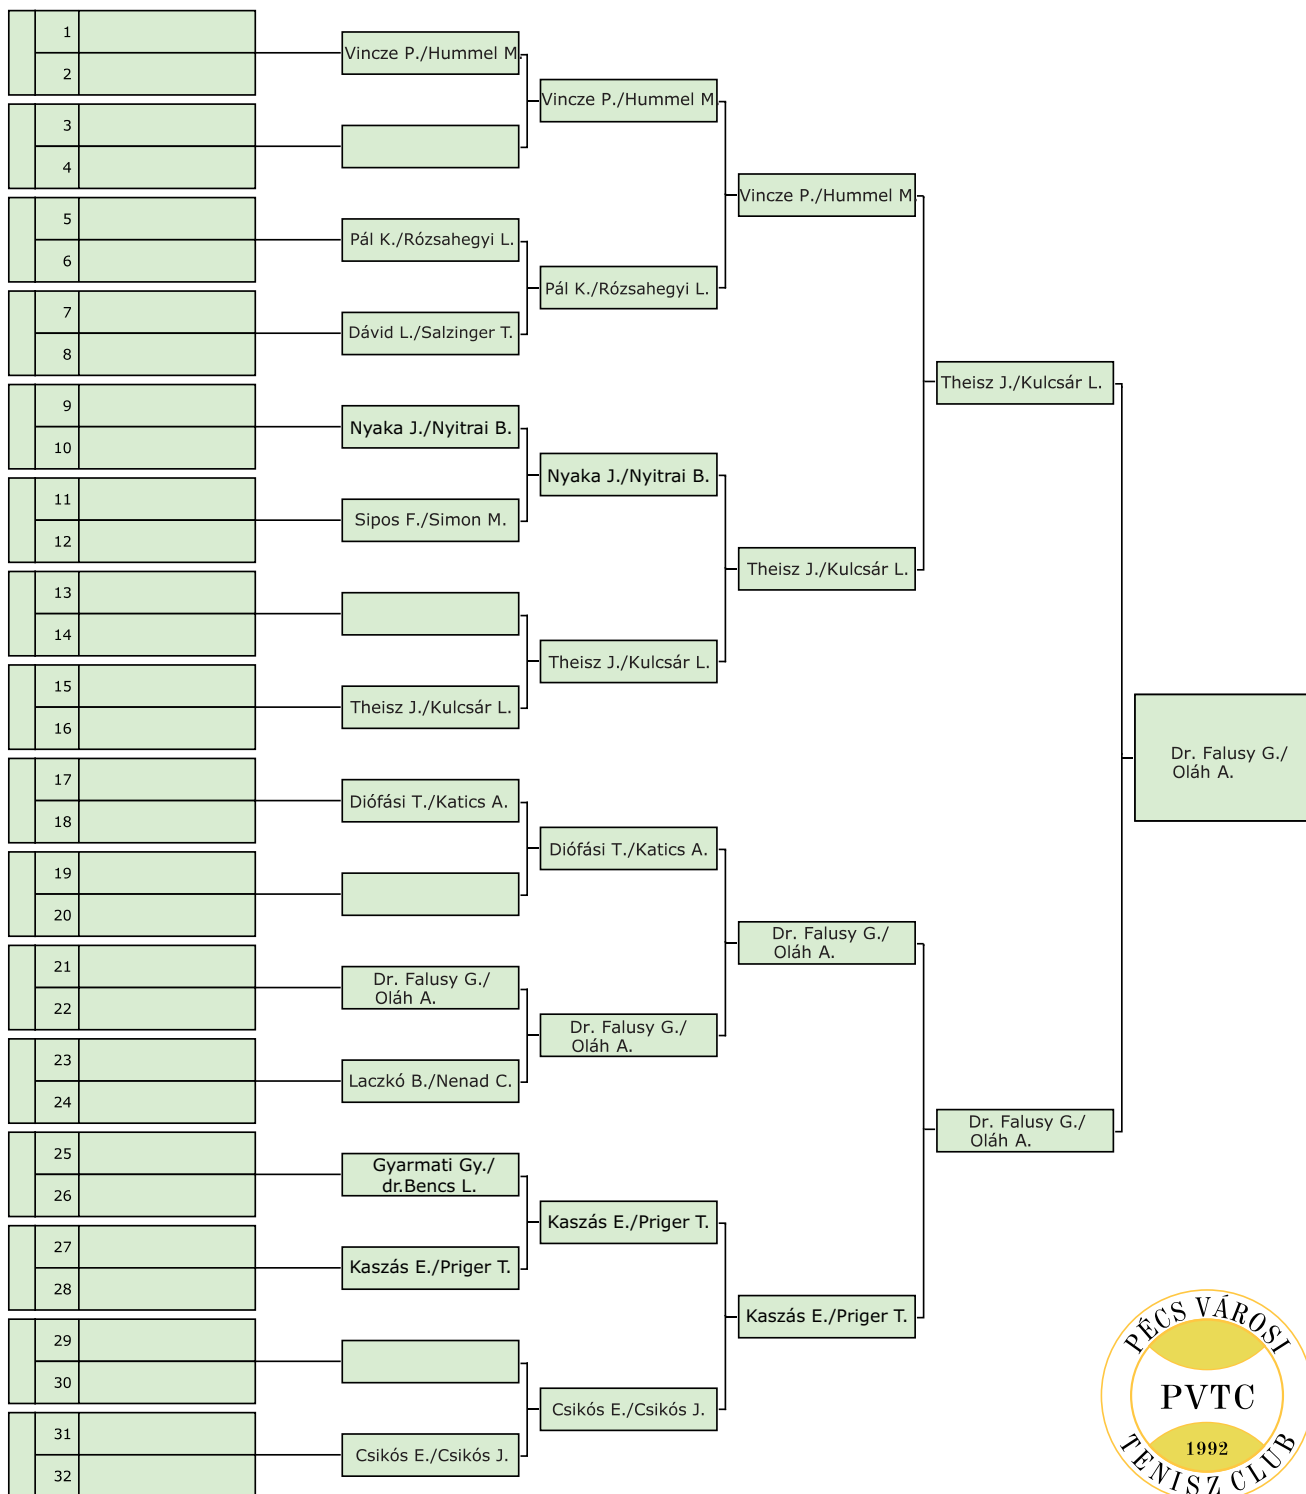 1
2
3
4
5
6
7
8
9
10
11
12
13
14
15
16
17
18
19
20
21
22
23
24
25
26
27
28
29
30
31
32
Vincze P./Hummel M.
Pál K./Rózsahegyi L.
Dávid L./Salzinger T.
Nyaka J./Nyitrai B.
Sipos F./Simon M.
Theisz J./Kulcsár L.
Diófási T./Katics A.
Dr. Falusy G./
Oláh A.
Laczkó B./Nenad C.
Gyarmati Gy./
dr.Bencs L.
Kaszás E./Priger T.
Csikós E./Csikós J.
Vincze P./Hummel M.
Pál K./Rózsahegyi L.
Nyaka J./Nyitrai B.
Theisz J./Kulcsár L.
Diófási T./Katics A.
Dr. Falusy G./
Oláh A.
Kaszás E./Priger T.
Csikós E./Csikós J.
Vincze P./Hummel M.
Theisz J./Kulcsár L.
Dr. Falusy G./
Oláh A.
Kaszás E./Priger T.
Theisz J./Kulcsár L.
Dr. Falusy G./
Oláh A.
Dr. Falusy G./
Oláh A.
PÉCS VÁROSI
PVTC
1992
TENISZ CLUB